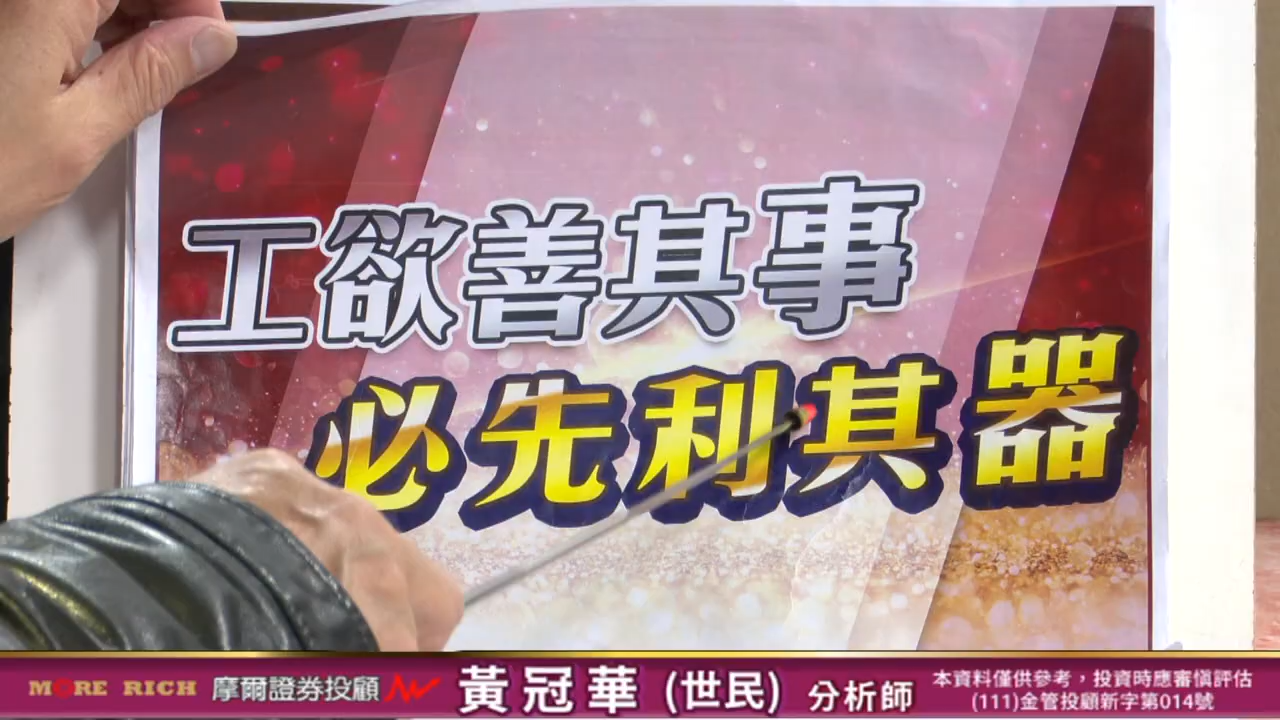 工欲善其事
必先利其器
MORE RICH 摩爾證券投顧 黃冠華 (世民) 分析師
本資料僅供參考，投資時應審慎評估
(111)金管投顧新字第014號